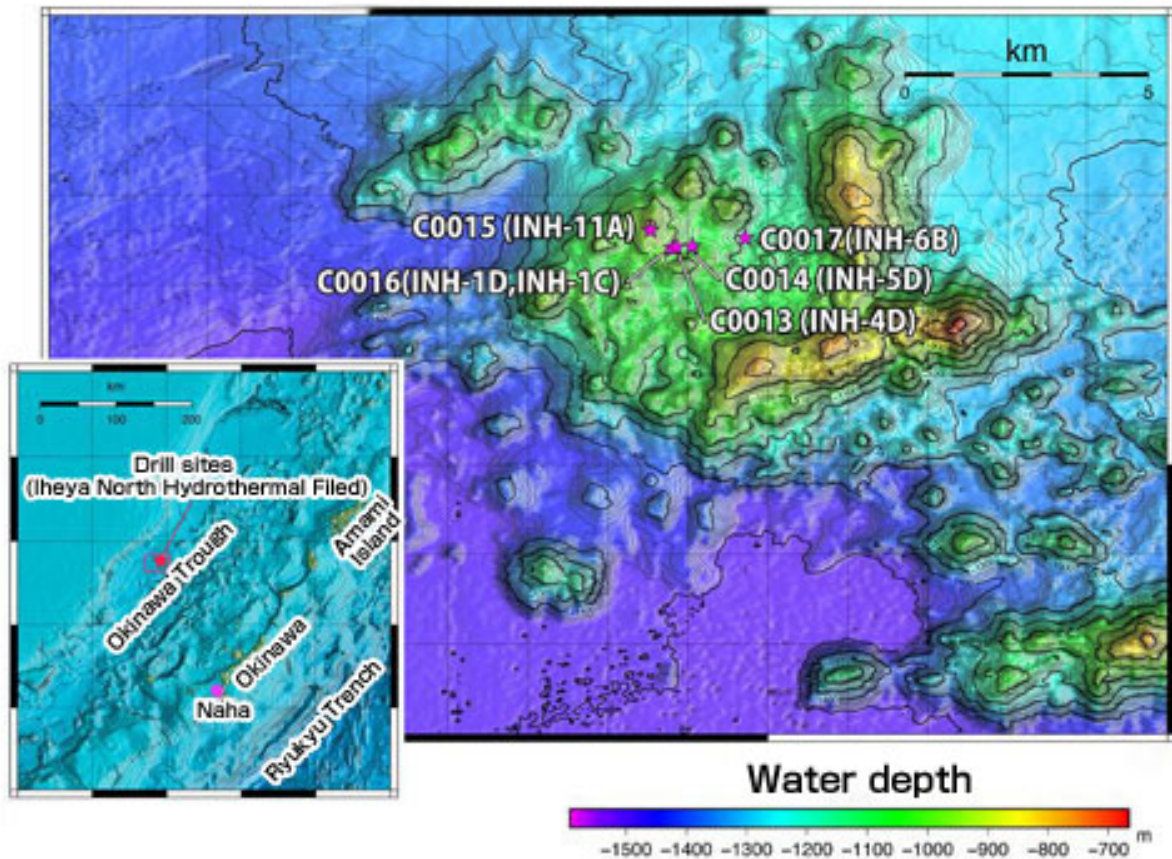 km
0
5
C0015 (INH-11A)
C0017(INH-6B)
C0016(INH-1D,INH-1C)
C0014 (INH-5D)
C0013 (INH-4D)
km
0
100
200
Drill sites
(Iheya North Hydrothermal Filed)
Amami
Island
Okinawa Trough
Okinawa
Naha
Ryukyu Trench
Water depth
−1500 −1400 −1300 −1200 −1100 −1000 −900 −800 −700 m